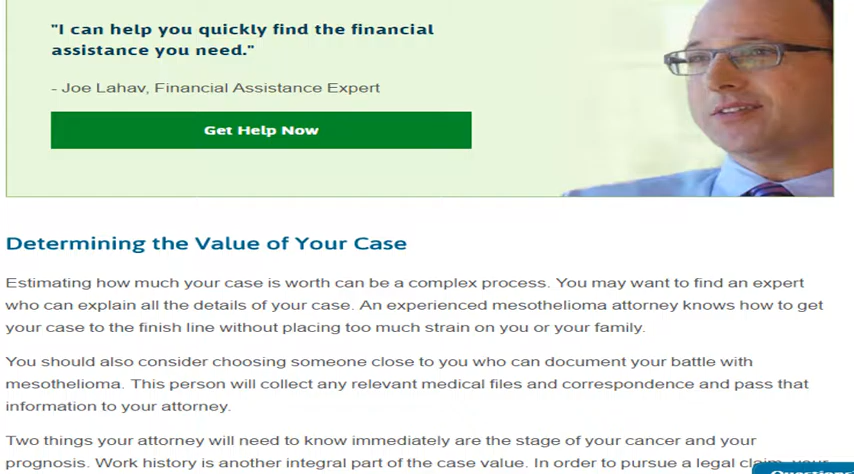 "I can help you quickly find the financial
assistance you need."
- Joe Lahav, Financial Assistance Expert
Get Help Now
Determining the Value of Your Case
Estimating how much your case is worth can be a complex process. You may want to find an expert
who can explain all the details of your case. An experienced mesothelioma attorney knows how to get
your case to the finish line without placing too much strain on you or your family.
You should also consider choosing someone close to you who can document your battle with
mesothelioma. This person will collect any relevant medical files and correspondence and pass that
information to your attorney.
Two things your attorney will need to know immediately are the stage of your cancer and your
prognosis. Work history is another integral part of the case value. In order to pursue a legal claim, your